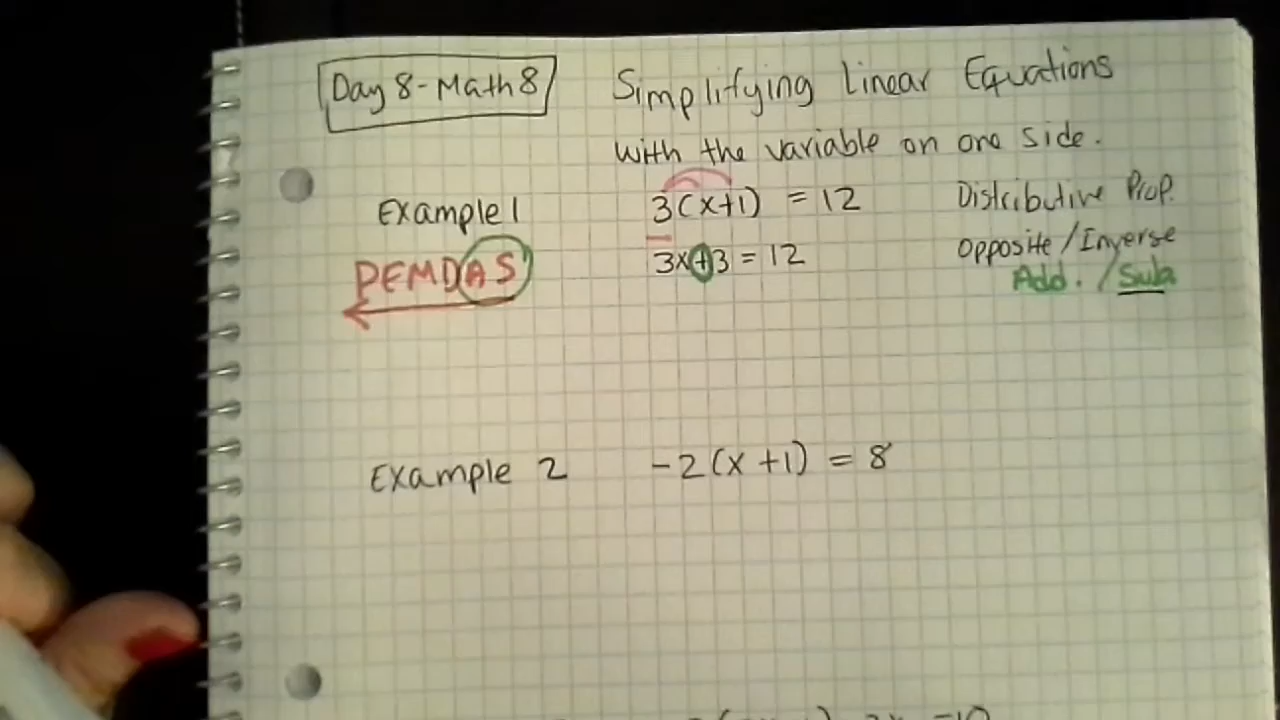 Day 8 - Math 8
Simplifying Linear Equations
with the variable on one side.
Example 1
3(x+1) = 12
Distributive Prop.
PEMDAS
3x+3 = 12
Opposite/Inverse
Add. / Sub
Example 2
-2(x+1) = 8